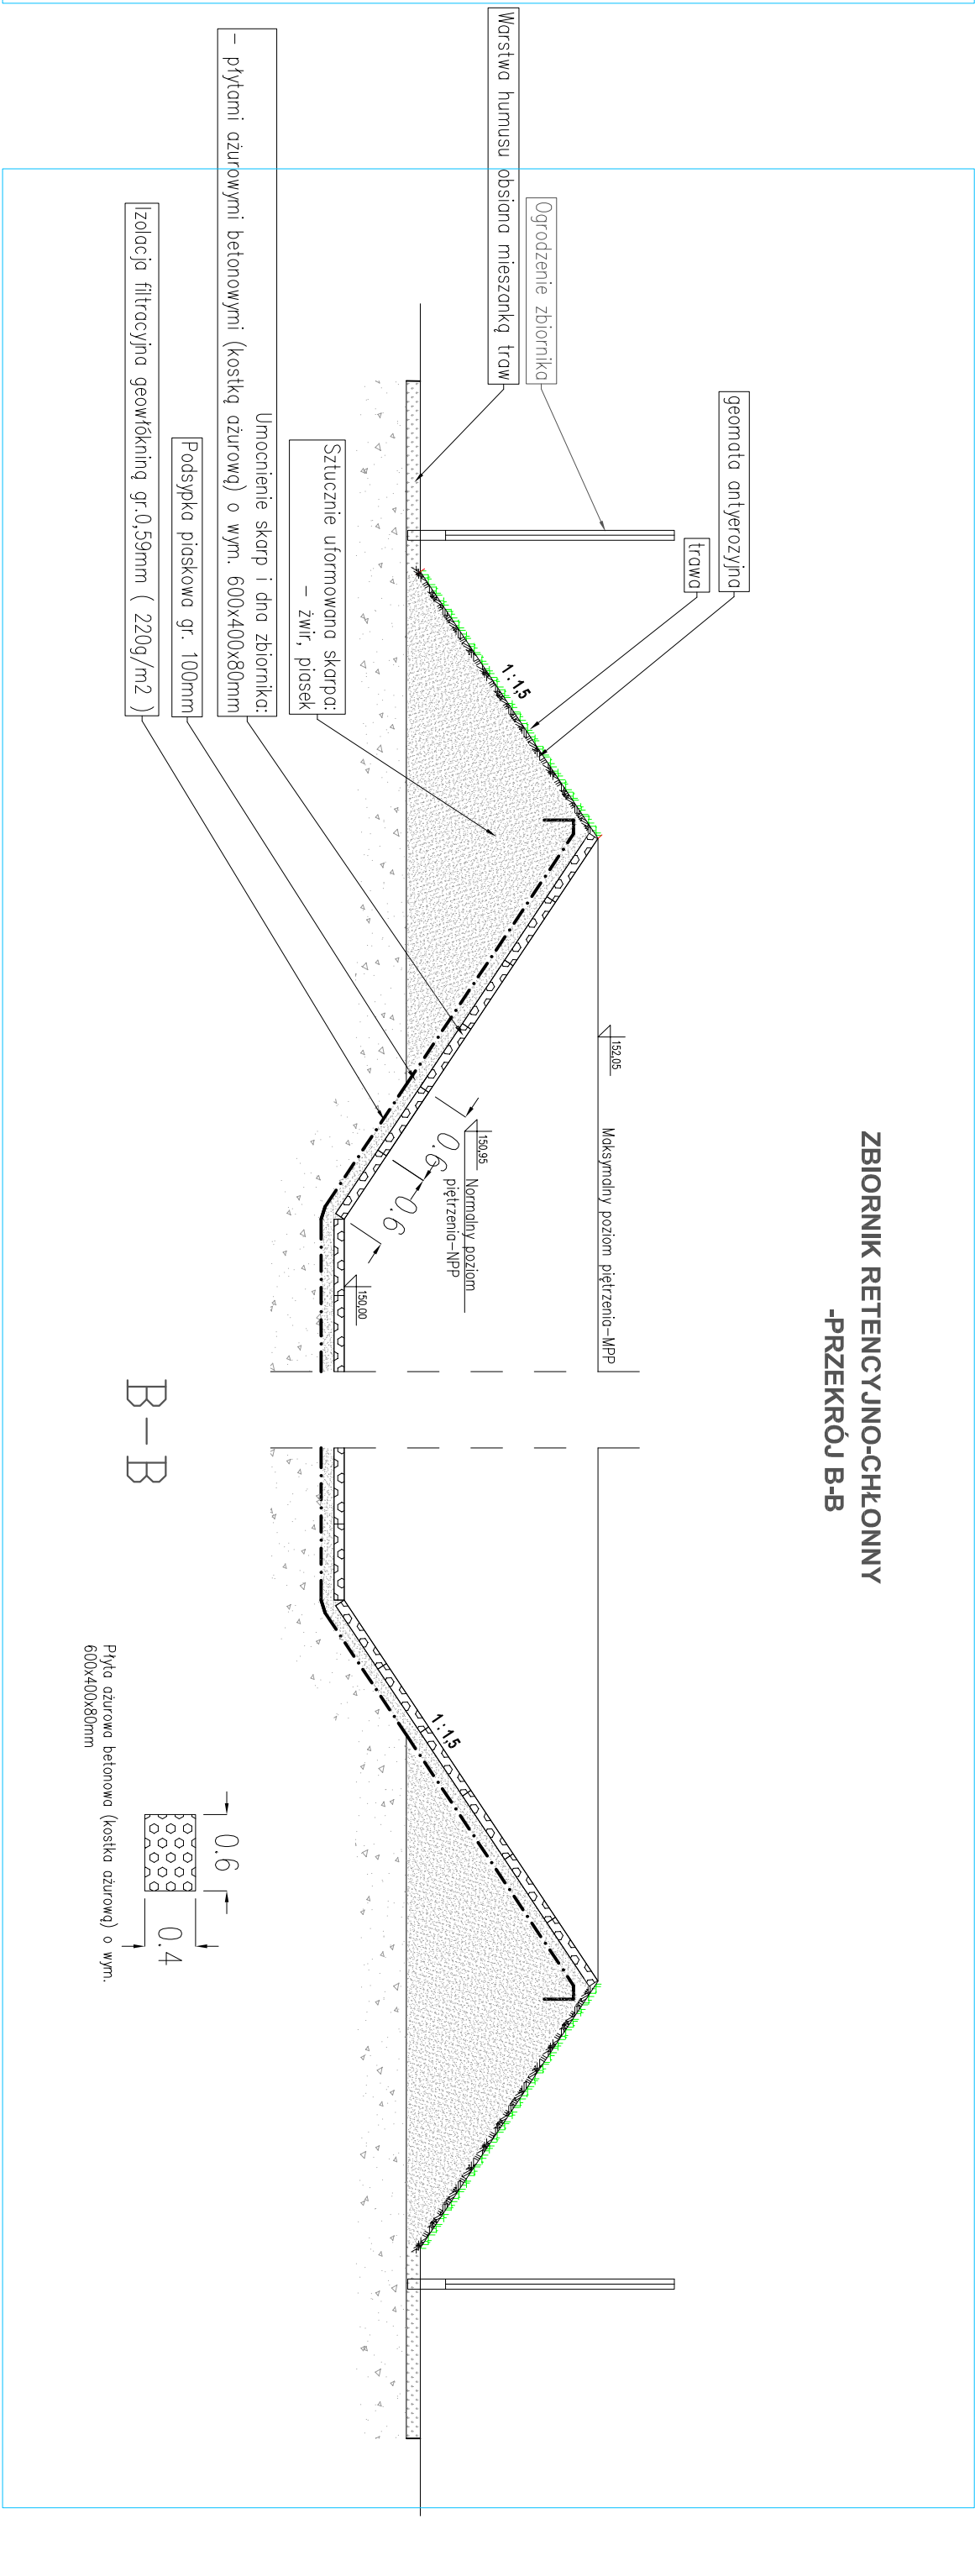 ZBIORNIK RETENCYJNO-CHŁONNY
-PRZEKRÓJ B-B
geomata antyerozyjna
trawa
Ogrodzenie zbiornika
Warstwa humusu obsiana mieszanką traw
1:1,5
152,05
Maksymalny poziom piętrzenia-MPP
150,95
Normalny poziom
piętrzenia-NPP
0.6
0.6
150,00
1:1,5
Sztucznie uformowana skarpa:
- żwir, piasek
Umocnienie skarp i dna zbiornika:
- płytami ażurowymi betonowymi (kostką ażurową) o wym. 600x400x80mm
Podsypka piaskowa gr. 100mm
Izolacja filtracyjna geowłókniną gr.0,59mm ( 220g/m2 )
B-B
0.6
0.4
Płyta ażurowa betonowa (kostka ażurową) o wym.
600x400x80mm